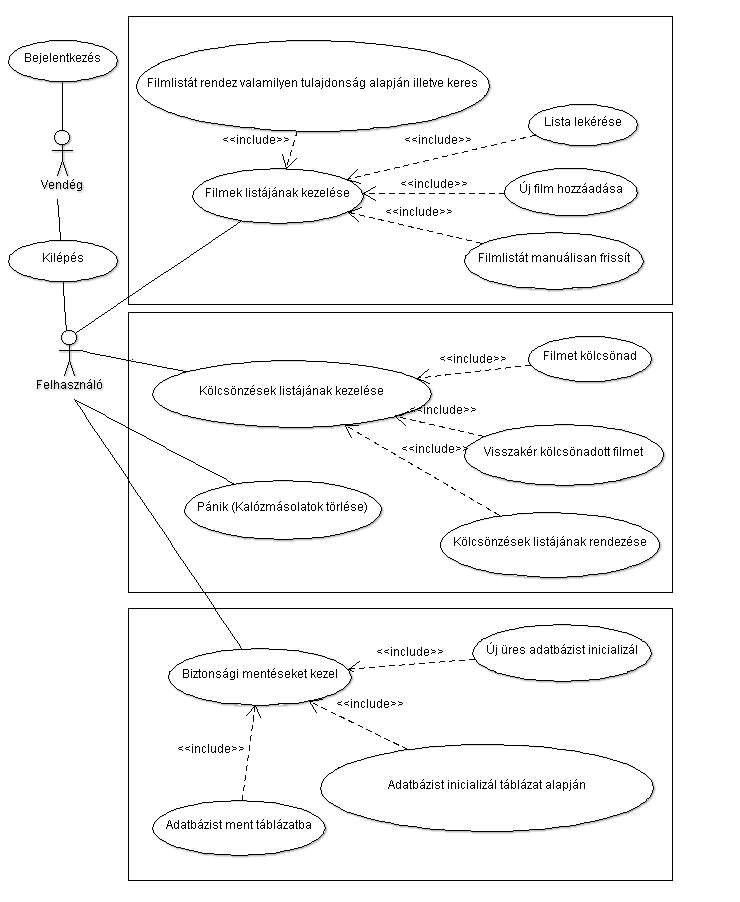 Bejelentkezés
Filmlistát rendez valamilyen tulajdonság alapján illetve keres
Lista lekérése
<<include>>
<<include>>
Vendég
Filmek listájának kezelése
<<include>>
Új film hozzáadása
<<include>>
Kilépés
Filmlistát manuálisan frissít
Felhasználó
Kölcsönzések listájának kezelése
<<include>>
Filmet kölcsönad
<<include>>
<<include>>
Visszakér kölcsönadott filmet
Pánik (Kalózmásolatok törlése)
Kölcsönzések listájának rendezése
Biztonsági mentéseket kezel
<<include>>
Új üres adatbázist inicializál
<<include>>
<<include>>
Adatbázist inicializál táblázat alapján
Adatbázist ment táblázatba